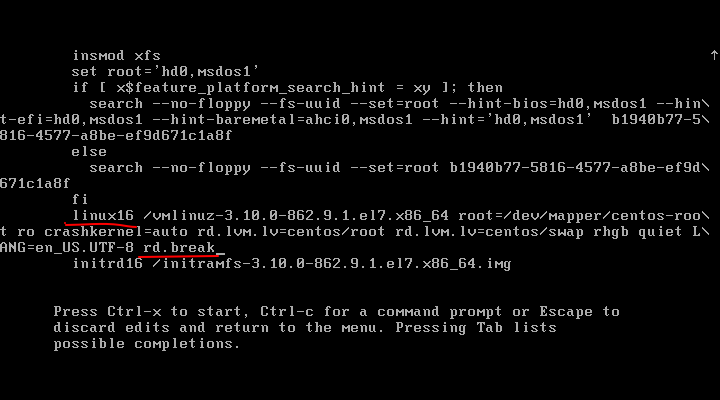 insmod xfs
set root='hd0,msdos1'
if [ x$feature_platform_search_hint = xy ]; then
search --no-floppy --fs-uuid --set=root --hint-bios=hd0,msdos1 --hin\
t-efi=hd0,msdos1 --hint-baremetal=ahci0,msdos1 --hint='hd0,msdos1'  b1940b77-5\
816-4577-a8be-ef9d671c1a8f
else
search --no-floppy --fs-uuid --set=root b1940b77-5816-4577-a8be-ef9d\
671c1a8f
fi
linux16 /vmlinuz-3.10.0-862.9.1.el7.x86_64 root=/dev/mapper/centos-roo\
t ro crashkernel=auto rd.lvm.lv=centos/root rd.lvm.lv=centos/swap rhgb quiet L\
ANG=en_US.UTF-8 rd.break_
initrd16 /initramfs-3.10.0-862.9.1.el7.x86_64.img
Press Ctrl-x to start, Ctrl-c for a command prompt or Escape to
discard edits and return to the menu. Pressing Tab lists
possible completions.